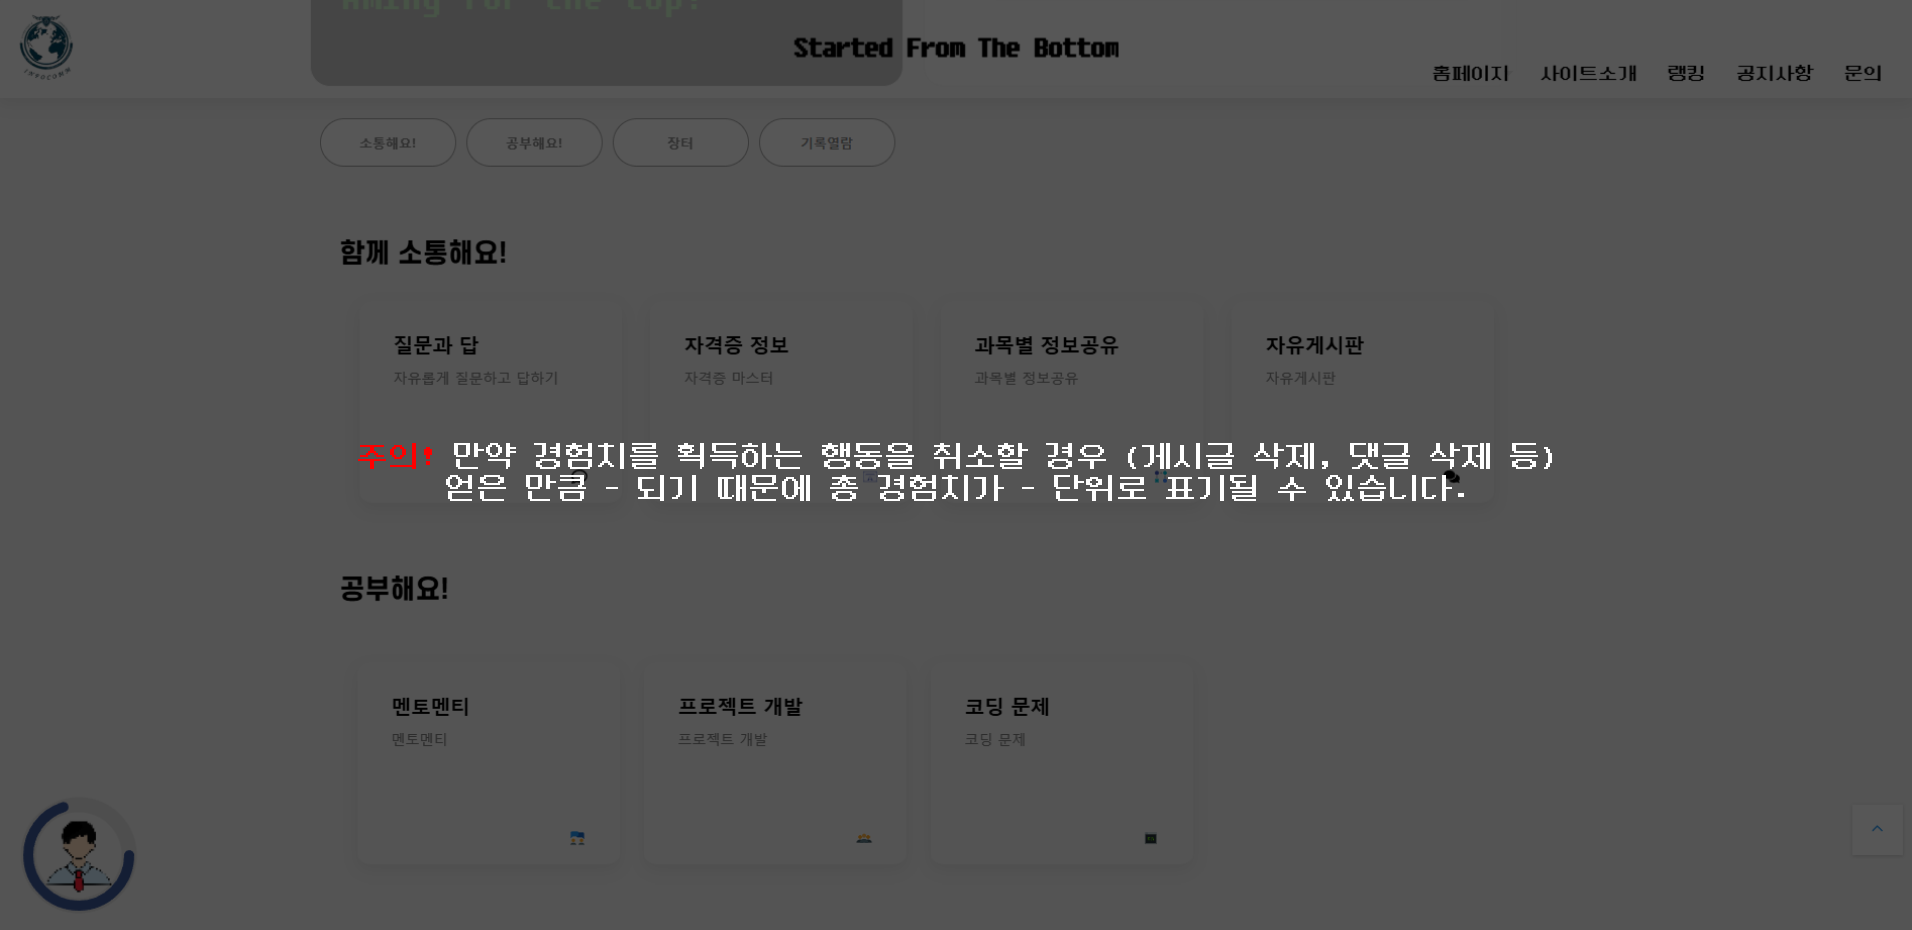 Aming for the top!
INFOCOMM
Started From The Bottom
홈페이지 사이트소개 랭킹 공지사항 문의
소통해요! 공부해요! 장터 기록열람
함께 소통해요!
질문과 답 자격증 정보 과목별 정보공유 자유게시판
자유롭게 질문하고 답하기 자격증 마스터 과목별 정보공유 자유게시판
주의! 만약 경험치를 획득하는 행동을 취소할 경우 (게시글 삭제, 댓글 삭제 등)
얻은 만큼 - 되기 때문에 총 경험치가 - 단위로 표기될 수 있습니다.
공부해요!
멘토멘티 프로젝트 개발 코딩 문제
멘토멘티 프로젝트 개발 코딩 문제